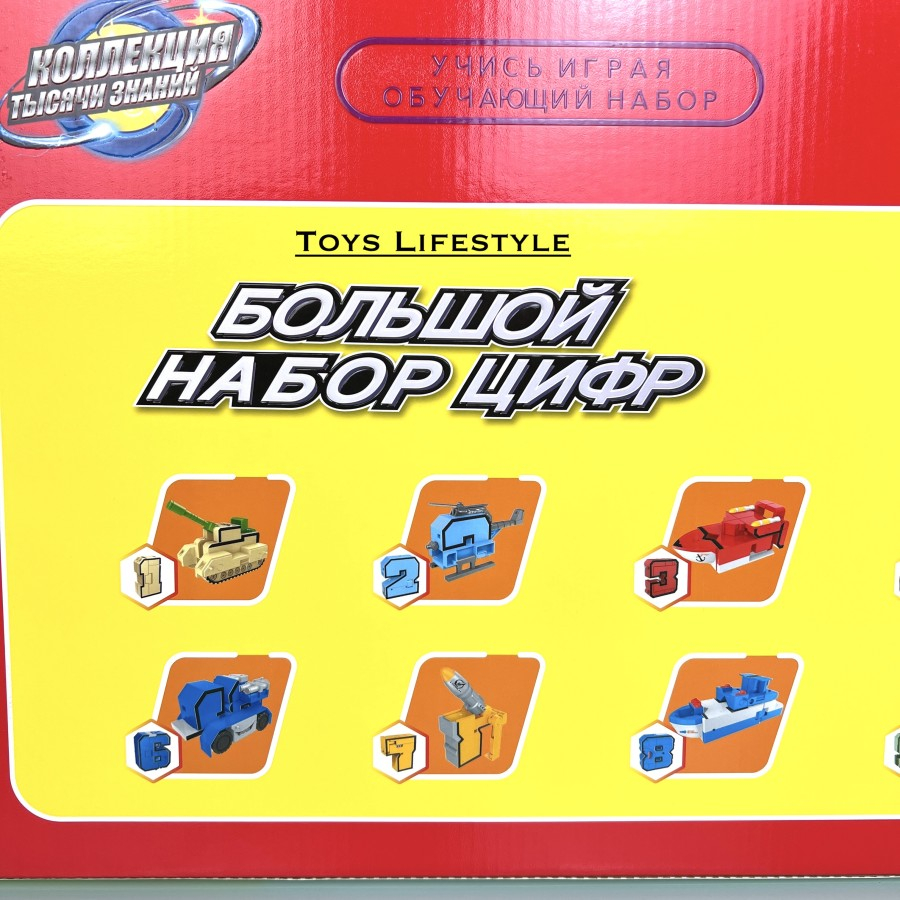 КОЛЛЕКЦИЯ
ТЫСЯЧИ ЗНАНИЙ
УЧИСЬ ИГРАЯ
ОБУЧАЮЩИЙ НАБОР
TOYS LIFESTYLE
БОЛЬШОЙ
НАБОР ЦИФР
1
2
3
6
7
8